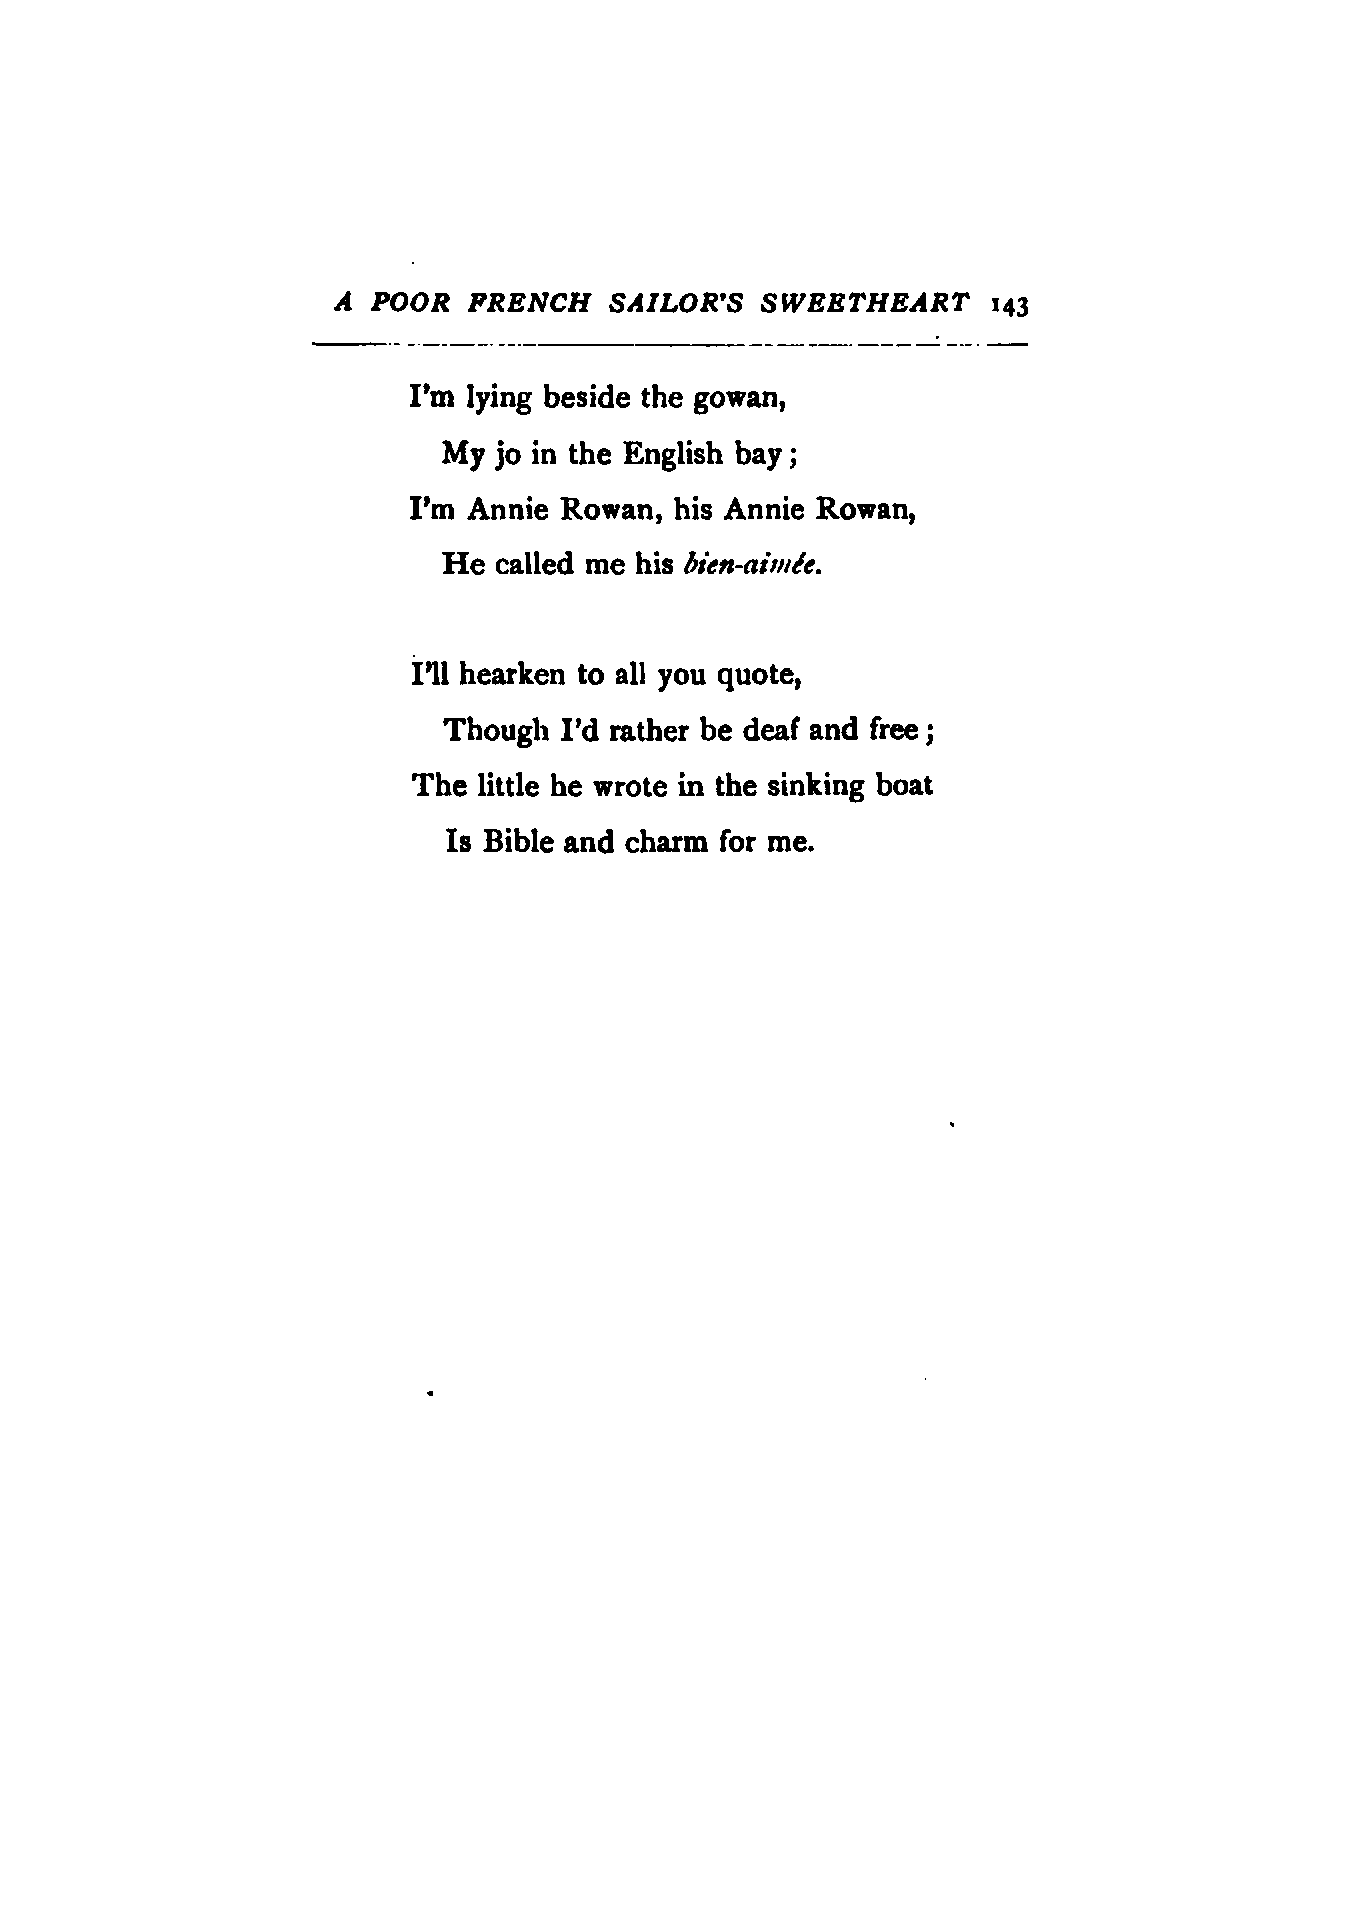 A POOR FRENCH SAILOR'S SWEETHEART 143
I'm lying beside the gowan,
My jo in the English bay;
I'm Annie Rowan, his Annie Rowan,
He called me his bien-aimée.
I'll hearken to all you quote,
Though I'd rather be deaf and free;
The little he wrote in the sinking boat
Is Bible and charm for me.